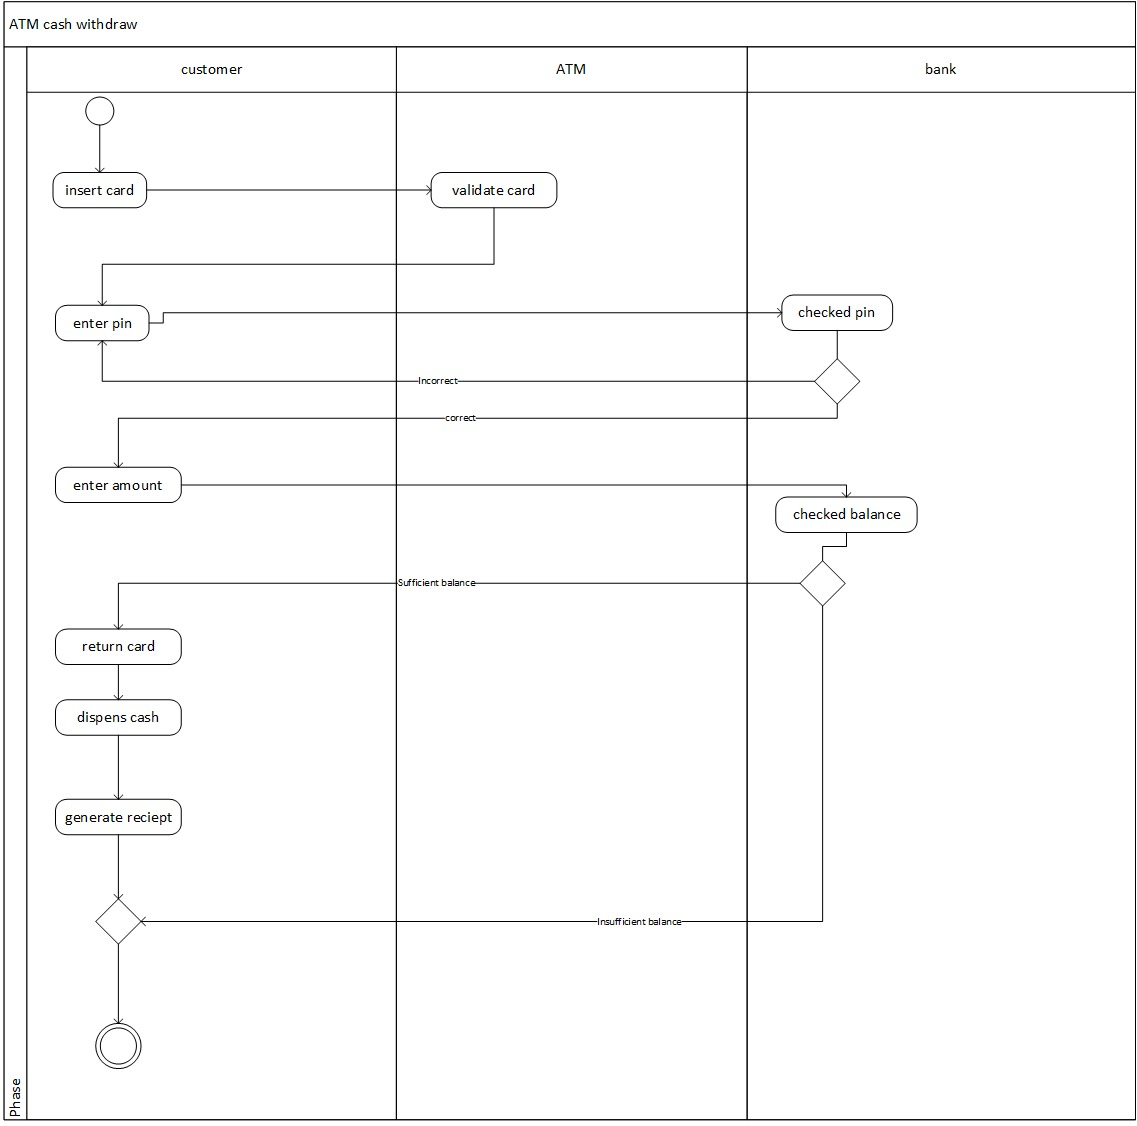 ATM cash withdraw
customer
ATM
bank
insert card
validate card
enter pin
checked pin
Incorrect
correct
enter amount
checked balance
Sufficient balance
return card
dispens cash
generate reciept
Insufficient balance
Phase